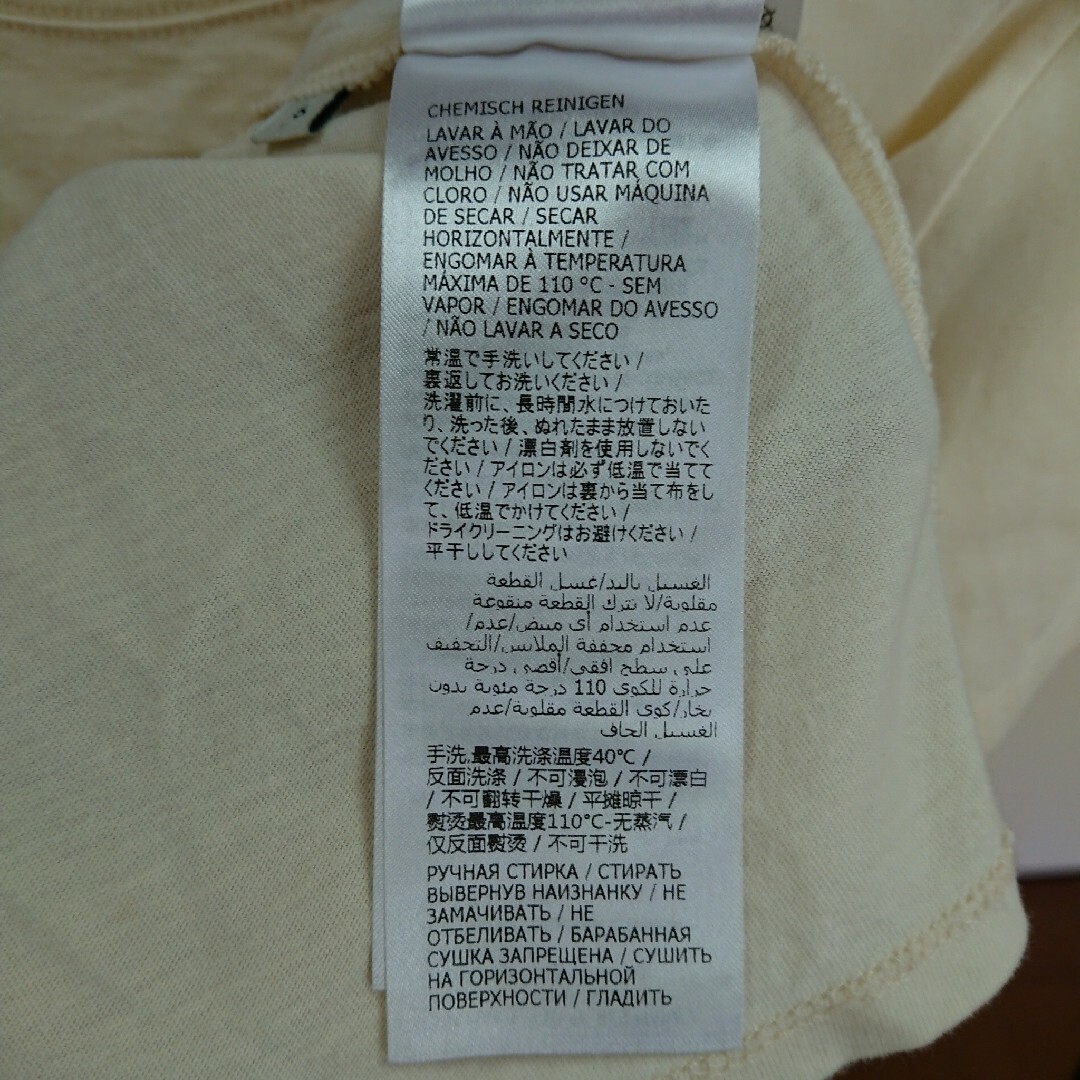 CHEMISCH REINIGEN
LAVAR À MÃO / LAVAR DO
AVESSO / NÃO DEIXAR DE
MOLHO / NÃO TRATAR COM
CLORO / NÃO USAR MÁQUINA
DE SECAR / SECAR
HORIZONTALMENTE /
ENGOMAR À TEMPERATURA
MÁXIMA DE 110 °C - SEM
VAPOR / ENGOMAR DO AVESSO
/ NÃO LAVAR A SECO
常温で手洗いしてください /
裏返してお洗いください /
洗濯前に、長時間水につけておいた
り、洗った後、ぬれたまま放置しない
でください / 漂白剤を使用しないでく
ださい / アイロンは必ず低温で当てて
ください / アイロンは裏から当て布をし
て、低温でかけてください /
ドライクリーニングはお避けください /
平干ししてください
الغسيل باليد/غسل القطعة
مقلوبة/لا تترك القطعة منقوعة
عدم استخدام أي مبيض/عدم/
استخدام مجففة الملابس/التجفيف
على سطح افقي/أقصى درجة
حرارة للكوي 110 درجة مئوية بدون
بخار/كوي القطعة مقلوبة/عدم
الغسيل الجاف
手洗,最高洗涤温度40℃ /
反面洗涤 / 不可浸泡 / 不可漂白
/ 不可翻转干燥 / 平摊晾干 /
熨烫最高温度110℃-无蒸汽 /
仅反面熨烫 / 不可干洗
РУЧНАЯ СТИРКА / СТИРАТЬ
ВЫВЕРНУВ НАИЗНАНКУ / НЕ
ЗАМАЧИВАТЬ / НЕ
ОТБЕЛИВАТЬ / БАРАБАННАЯ
СУШКА ЗАПРЕЩЕНА / СУШИТЬ
НА ГОРИЗОНТАЛЬНОЙ
ПОВЕРХНОСТИ / ГЛАДИТЬ